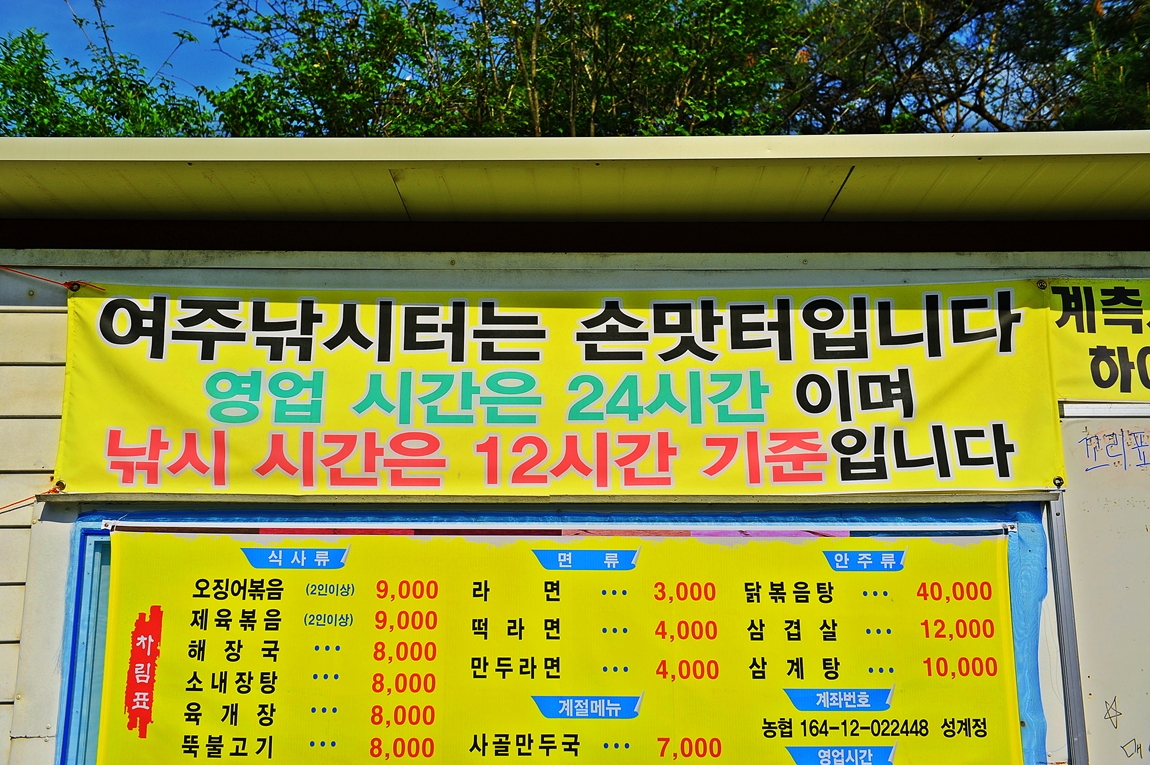 여주낚시터는 손맛터입니다
영업 시간은 24시간 이며
낚시 시간은 12시간 기준입니다
계측
하
꼬리표
차림표
식사류
오징어볶음 (2인이상) 9,000
제육볶음 (2인이상) 9,000
해장국 ... 8,000
소내장탕 ... 8,000
육개장 ... 8,000
뚝불고기 ... 8,000
면류
라면 ... 3,000
떡라면 ... 4,000
만두라면 ... 4,000
계절메뉴
사골만두국 ... 7,000
안주류
닭볶음탕 ... 40,000
삼겹살 ... 12,000
삼계탕 ... 10,000
계좌번호
농협 164-12-022448 성계정
영업시간